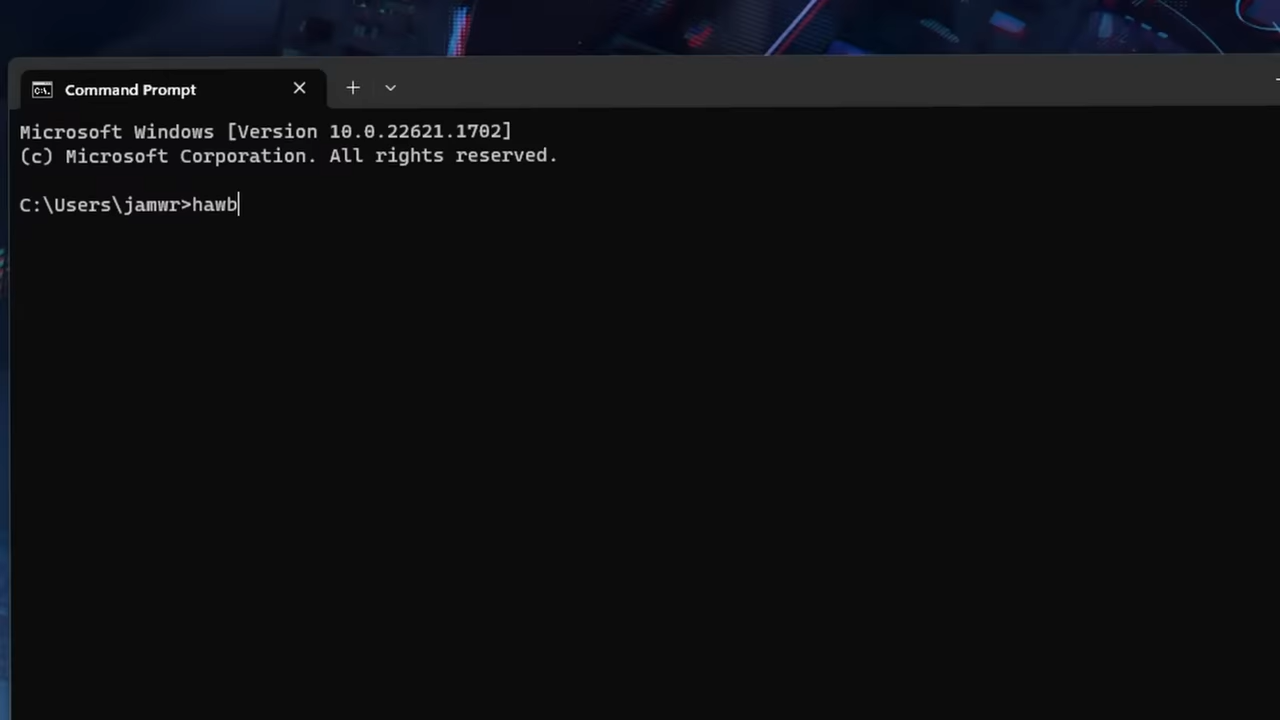 Command Prompt
Microsoft Windows [Version 10.0.22621.1702]
(c) Microsoft Corporation. All rights reserved.
C:\Users\jamwr>hawb